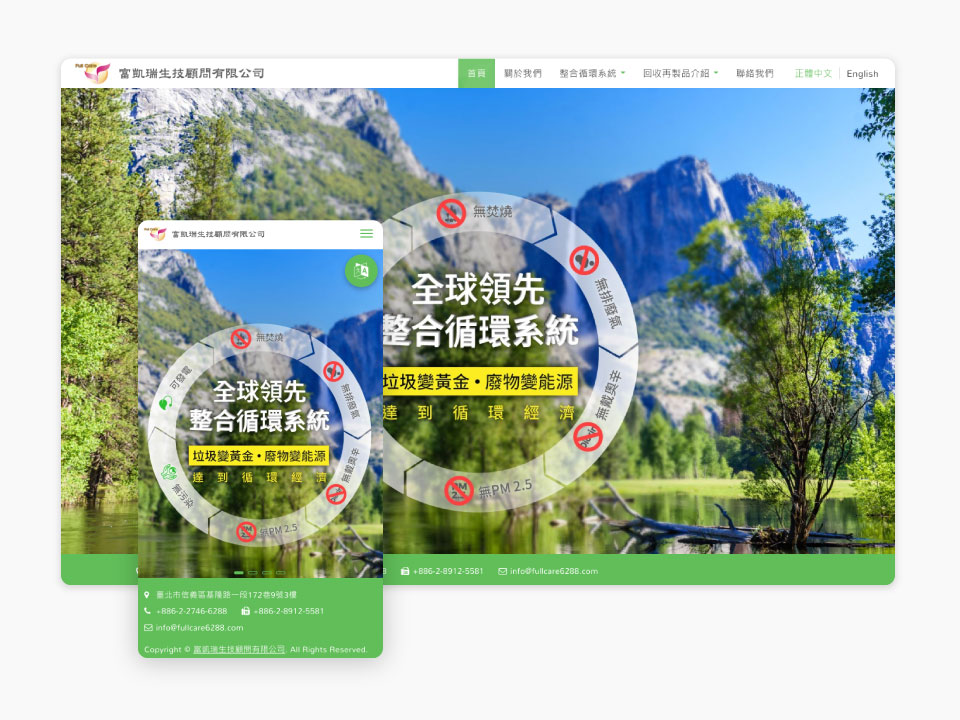 Full Care
富凱瑞生技顧問有限公司
首頁
關於我們
整合循環系統
回收再製品介紹
聯絡我們
正體中文
English
無焚燒
無排廢氣
無戴奧辛
PM 2.5
無PM 2.5
全球領先
整合循環系統
垃圾變黃金•廢物變能源
達到循環經濟
+886-2-8912-5581
info@fullcare6288.com
Full Care
富凱瑞生技顧問有限公司
可發電
無焚燒
無排廢氣
無戴奧辛
無PM 2.5
無污染
全球領先
整合循環系統
垃圾變黃金•廢物變能源
達到循環經濟
臺北市信義區基隆路一段172巷9號3樓
+886-2-2746-6288
+886-2-8912-5581
info@fullcare6288.com
Copyright © 富凱瑞生技顧問有限公司. All Rights Reserved.